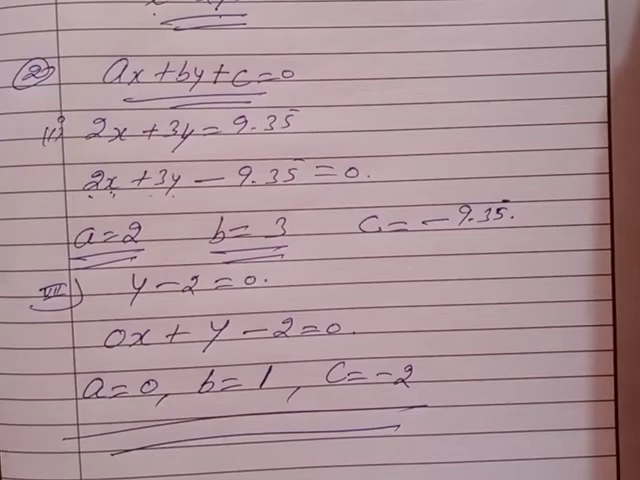 ② ax + by + c = 0
(i) 2x + 3y = 9.35
2x + 3y - 9.35 = 0.
a = 2 b = 3 c = - 9.35.
VII) y - 2 = 0.
0x + y - 2 = 0.
a = 0, b = 1, c = -2